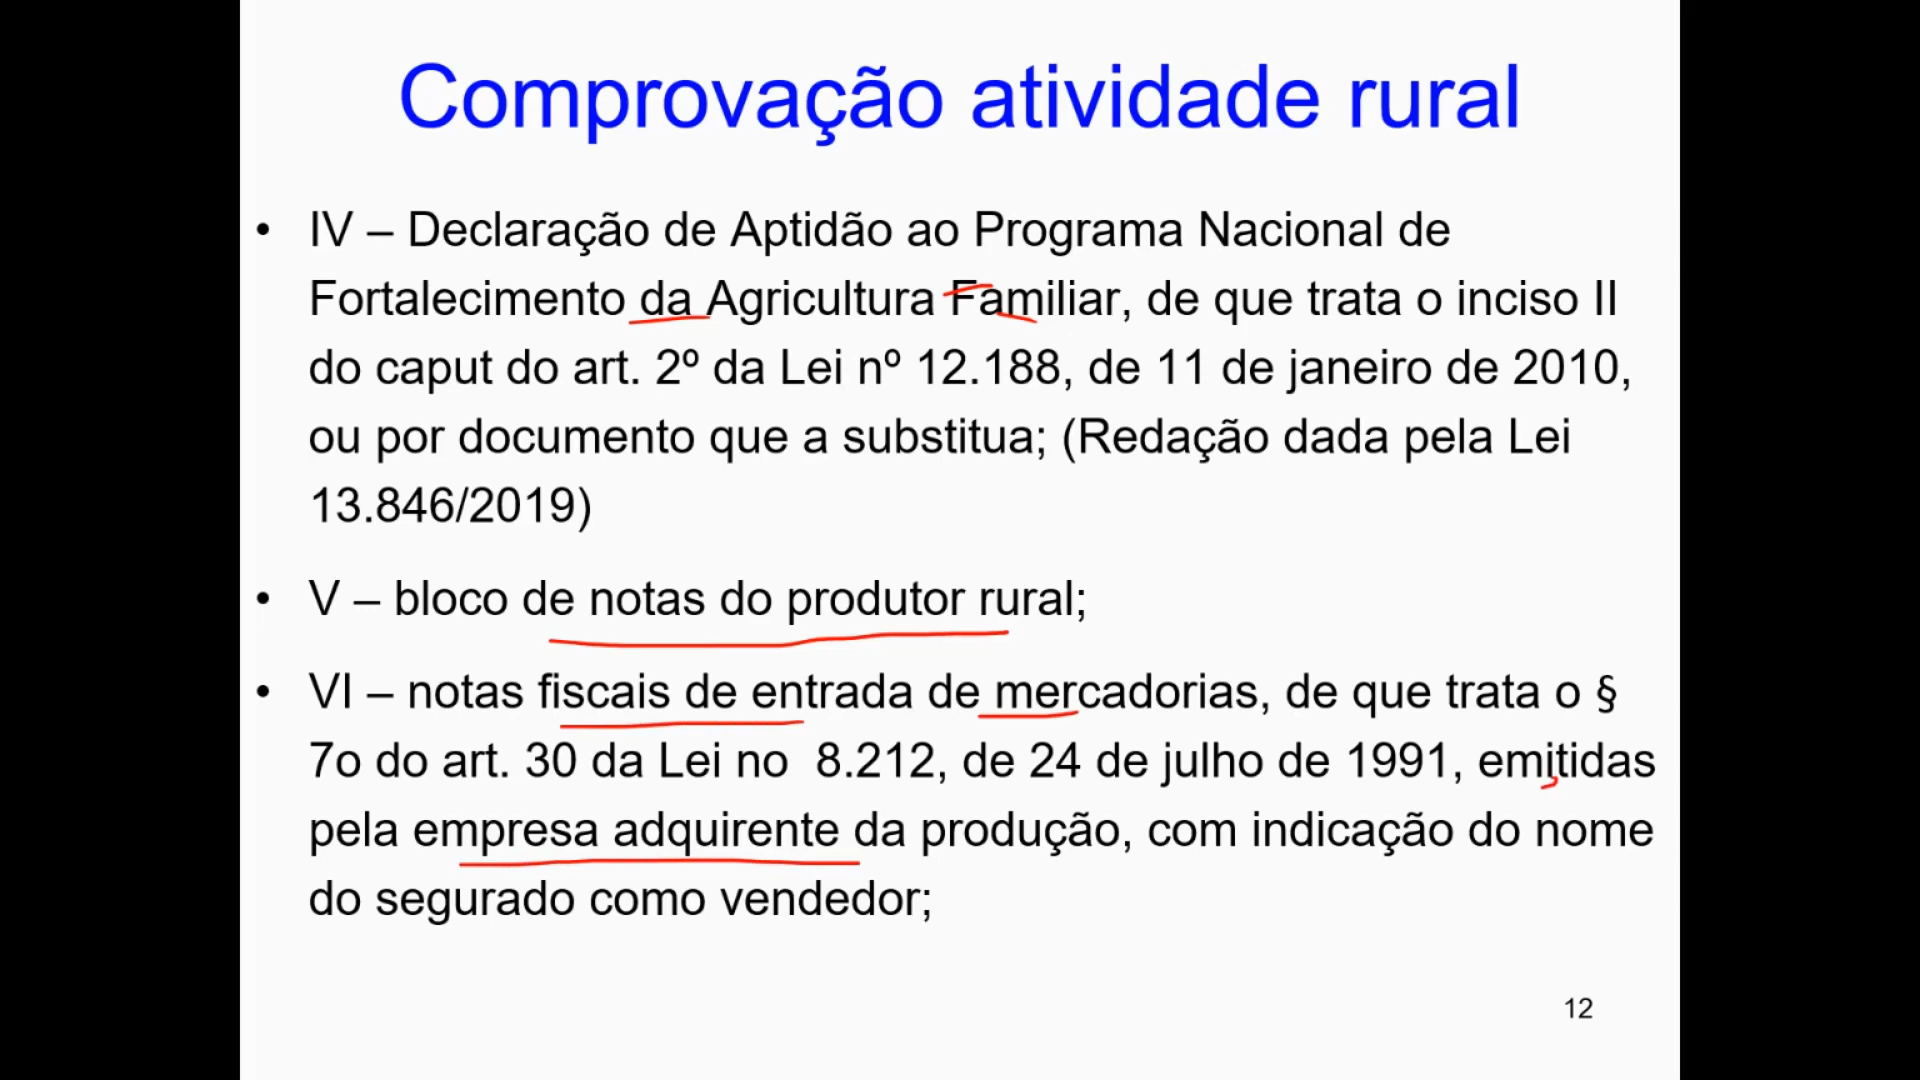 Comprovação atividade rural
• IV – Declaração de Aptidão ao Programa Nacional de
Fortalecimento da Agricultura Familiar, de que trata o inciso II
do caput do art. 2º da Lei nº 12.188, de 11 de janeiro de 2010,
ou por documento que a substitua; (Redação dada pela Lei
13.846/2019)
• V – bloco de notas do produtor rural;
• VI – notas fiscais de entrada de mercadorias, de que trata o §
7o do art. 30 da Lei no  8.212, de 24 de julho de 1991, emitidas
pela empresa adquirente da produção, com indicação do nome
do segurado como vendedor;
12